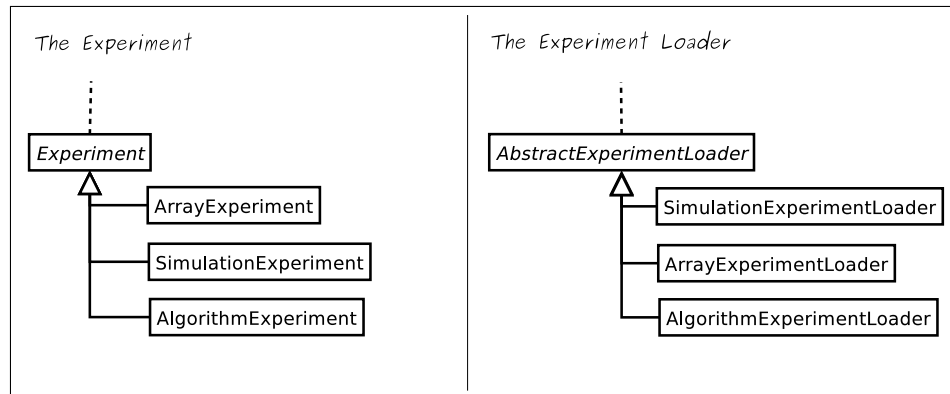 The Experiment
Experiment
ArrayExperiment
SimulationExperiment
AlgorithmExperiment
The Experiment Loader
AbstractExperimentLoader
SimulationExperimentLoader
ArrayExperimentLoader
AlgorithmExperimentLoader